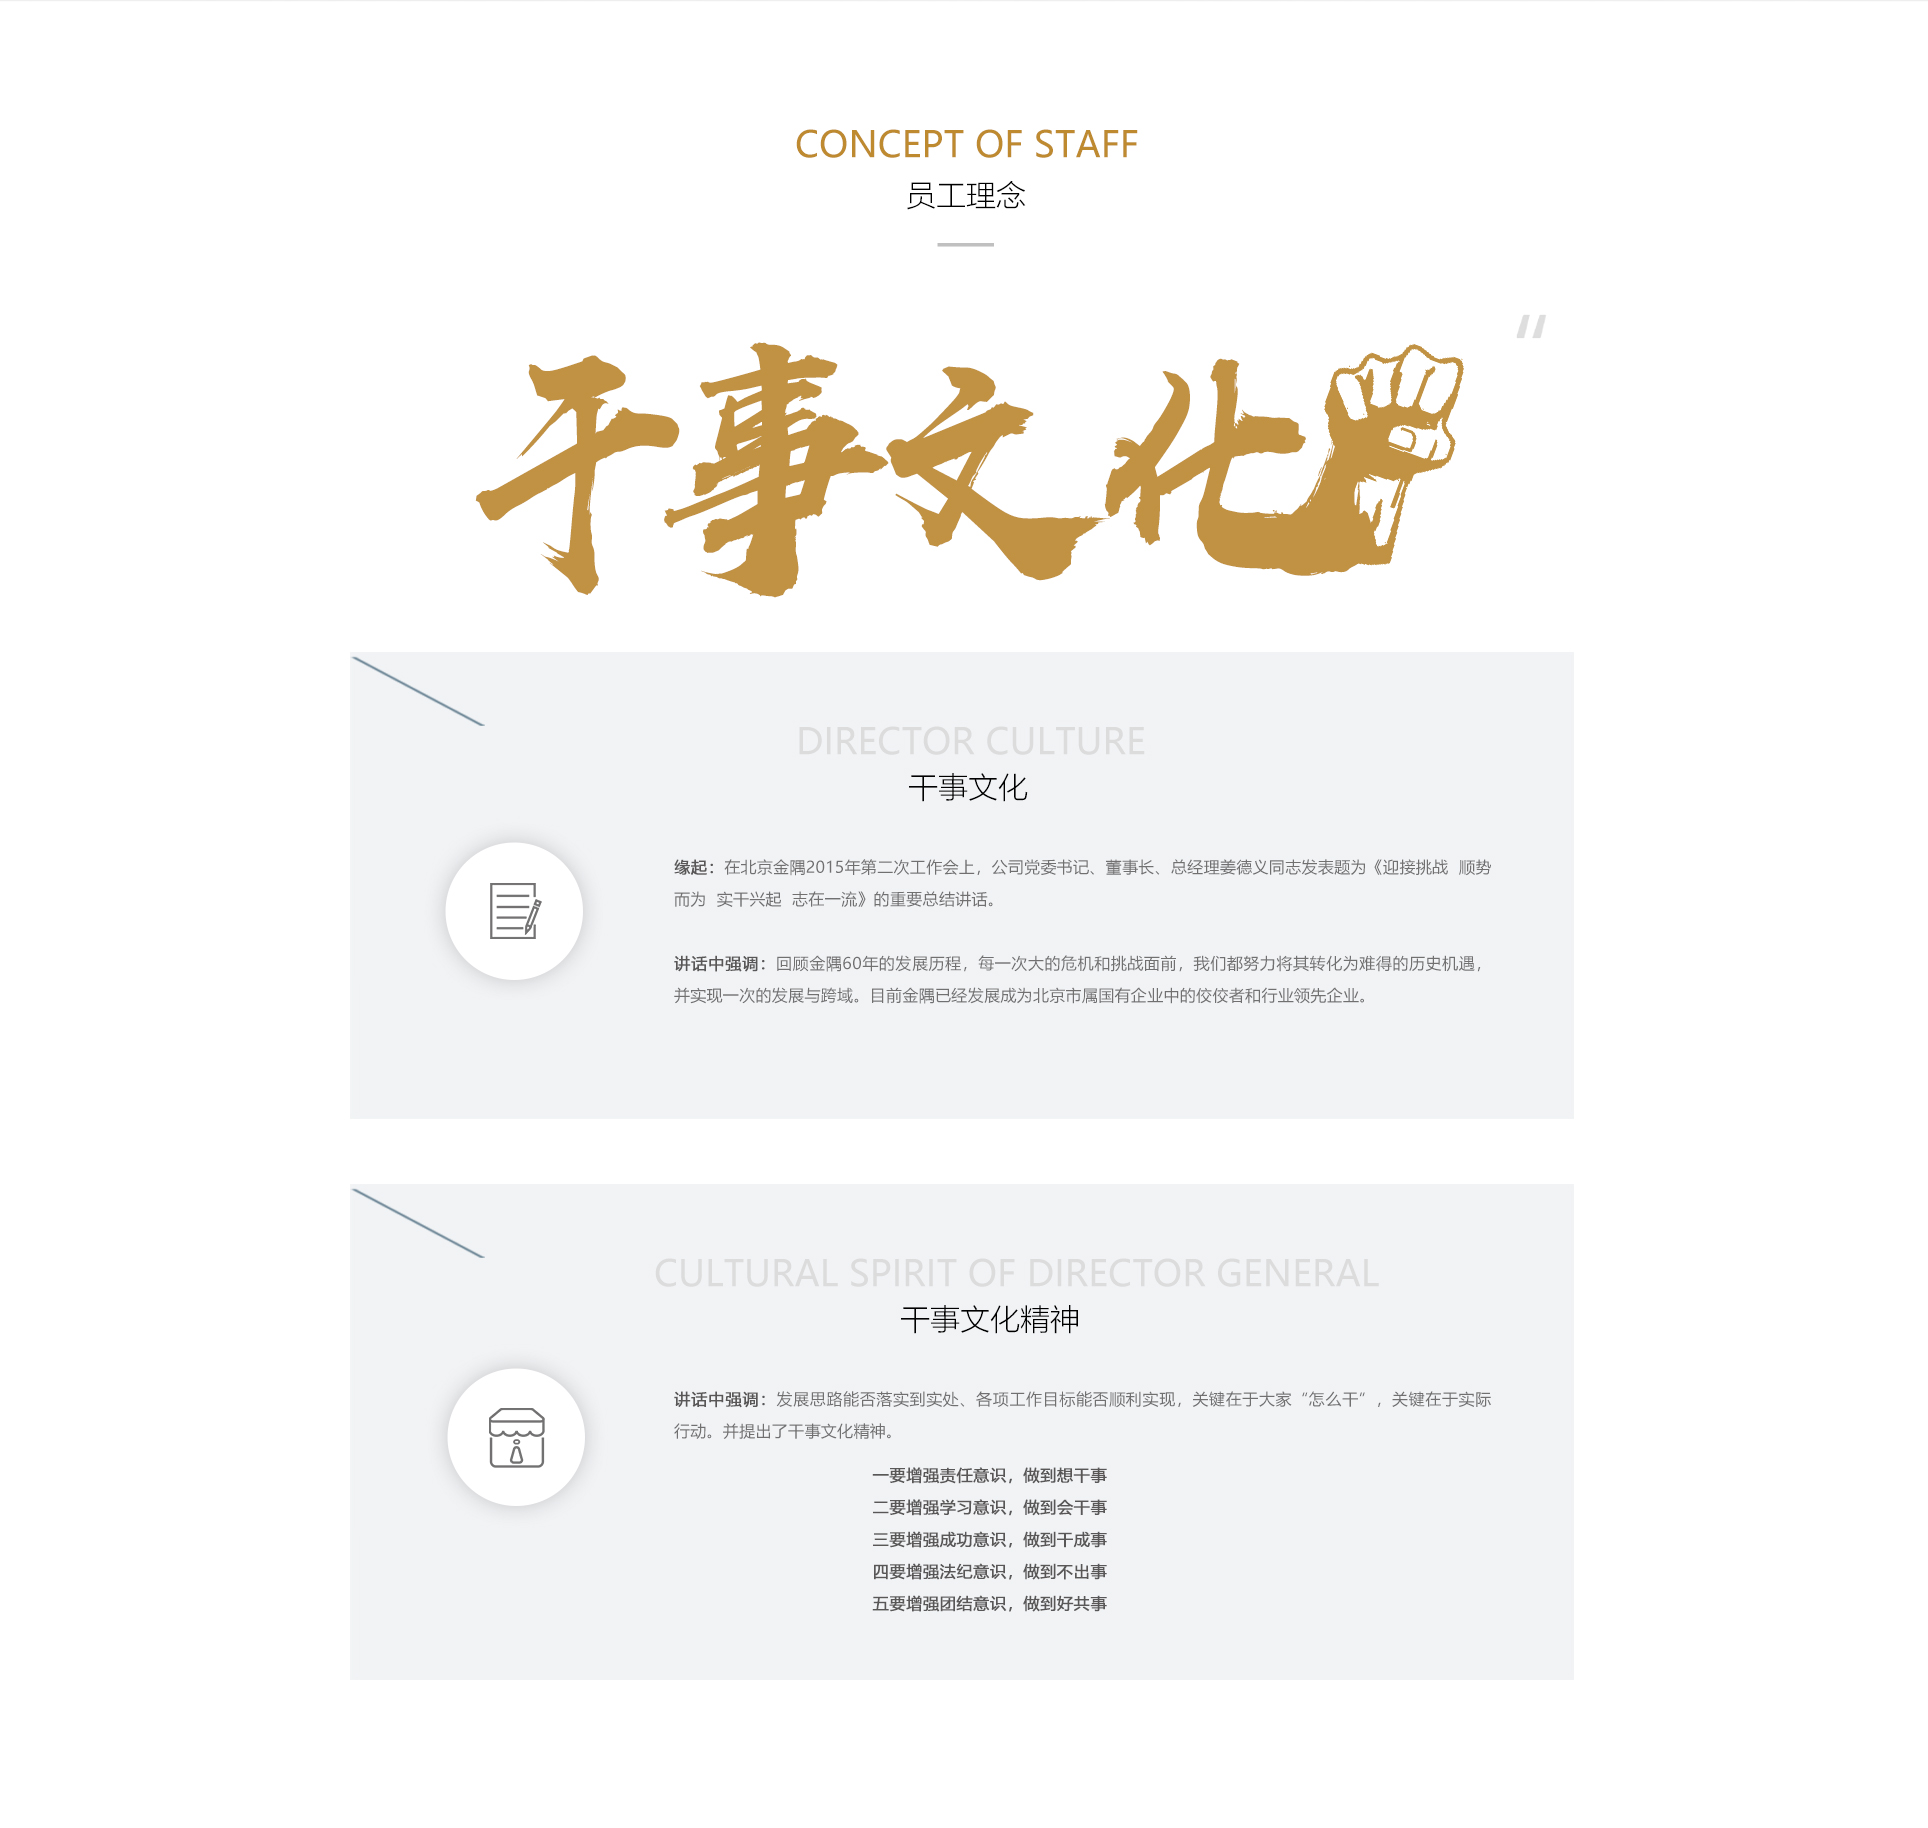 CONCEPT OF STAFF
员工理念
"
干事文化
DIRECTOR CULTURE
干事文化
缘起：在北京金隅2015年第二次工作会上，公司党委书记、董事长、总经理姜德义同志发表题为《迎接挑战 顺势
而为 实干兴起 志在一流》的重要总结讲话。
讲话中强调：回顾金隅60年的发展历程，每一次大的危机和挑战面前，我们都努力将其转化为难得的历史机遇，
并实现一次的发展与跨域。目前金隅已经发展成为北京市属国有企业中的佼佼者和行业领先企业。
CULTURAL SPIRIT OF DIRECTOR GENERAL
干事文化精神
讲话中强调：发展思路能否落实到实处、各项工作目标能否顺利实现，关键在于大家“怎么干”，关键在于实际
行动。并提出了干事文化精神。
一要增强责任意识，做到想干事
二要增强学习意识，做到会干事
三要增强成功意识，做到干成事
四要增强法纪意识，做到不出事
五要增强团结意识，做到好共事